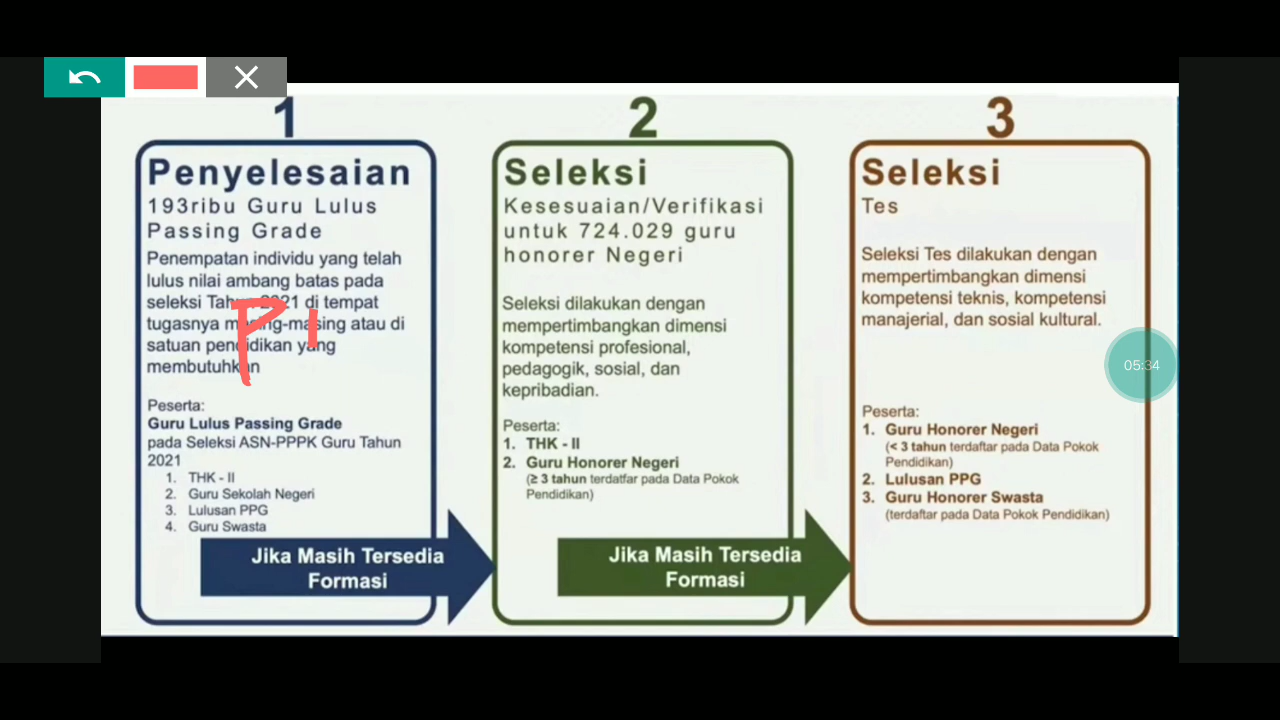 1
Penyelesaian
193ribu Guru Lulus
Passing Grade
Penempatan individu yang telah
lulus nilai ambang batas pada
seleksi Tahun 2021 di tempat
tugasnya masing-masing atau di
satuan pendidikan yang
membutuhkan
P1
Peserta:
Guru Lulus Passing Grade
pada Seleksi ASN-PPPK Guru Tahun
2021
1. THK - II
2. Guru Sekolah Negeri
3. Lulusan PPG
4. Guru Swasta
Jika Masih Tersedia
Formasi
2
Seleksi
Kesesuaian/Verifikasi
untuk 724.029 guru
honorer Negeri
Seleksi dilakukan dengan
mempertimbangkan dimensi
kompetensi profesional,
pedagogik, sosial, dan
kepribadian.
Peserta:
1. THK - II
2. Guru Honorer Negeri
(≥ 3 tahun terdatfar pada Data Pokok
Pendidikan)
Jika Masih Tersedia
Formasi
3
Seleksi
Tes
Seleksi Tes dilakukan dengan
mempertimbangkan dimensi
kompetensi teknis, kompetensi
manajerial, dan sosial kultural.
05:34
Peserta:
1. Guru Honorer Negeri
(< 3 tahun terdaftar pada Data Pokok
Pendidikan)
2. Lulusan PPG
3. Guru Honorer Swasta
(terdaftar pada Data Pokok Pendidikan)